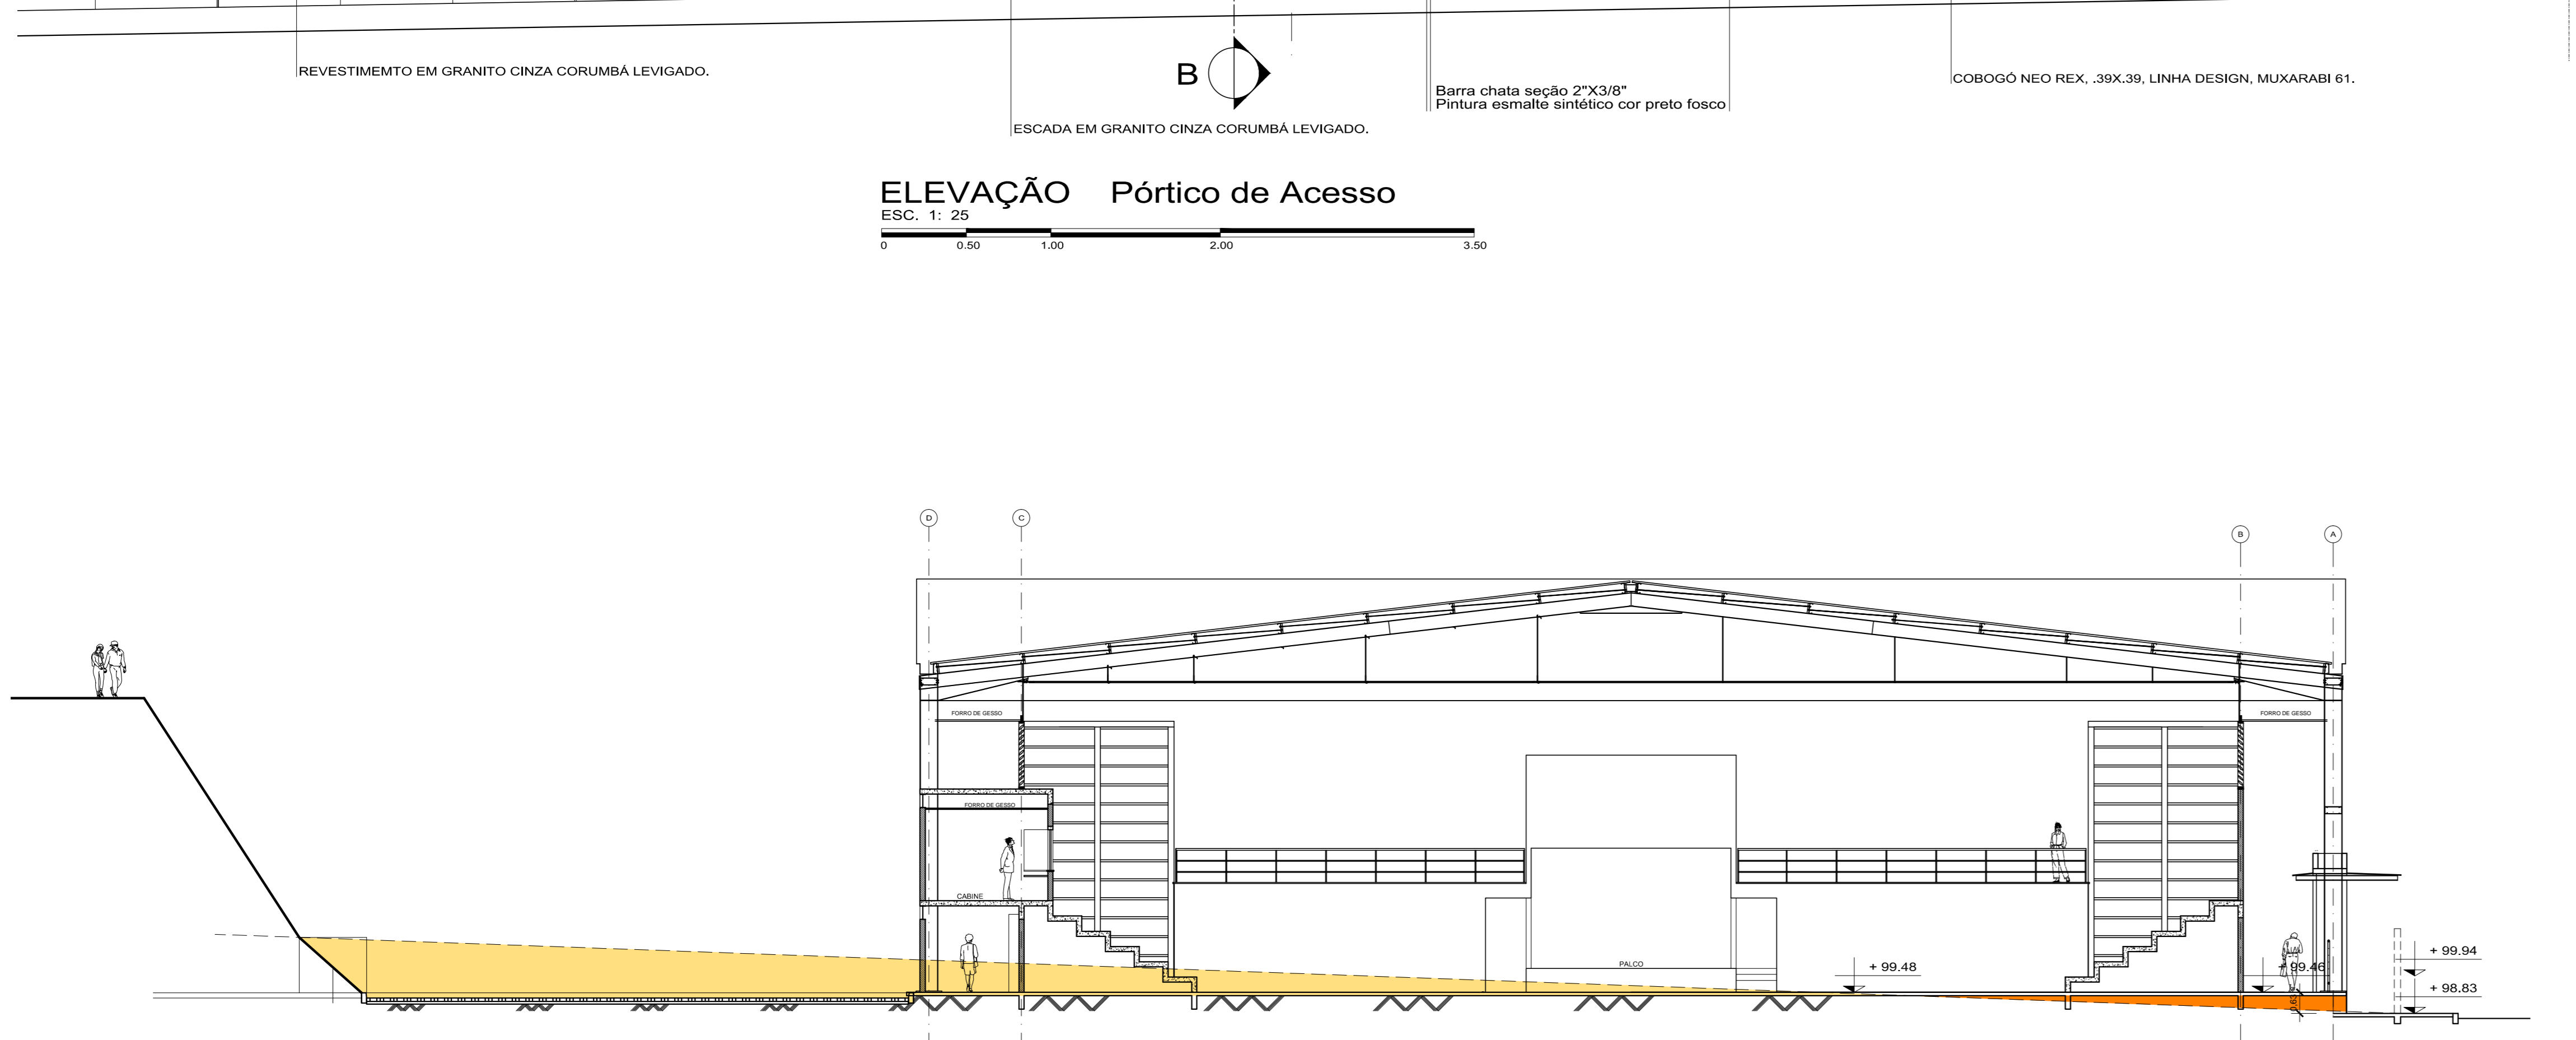 REVESTIMEMTO EM GRANITO CINZA CORUMBÁ LEVIGADO.
B
Barra chata seção 2"X3/8"
Pintura esmalte sintético cor preto fosco
COBOGÓ NEO REX, .39X.39, LINHA DESIGN, MUXARABI 61.
ESCADA EM GRANITO CINZA CORUMBÁ LEVIGADO.
ELEVAÇÃO Pórtico de Acesso
ESC. 1: 25
0 0.50 1.00 2.00 3.50
D C B A
FORRO DE GESSO
FORRO DE GESSO
FORRO DE GESSO
CABINE
PALCO
+ 99.48
+ 99.46
+ 99.94
+ 98.83
0.63